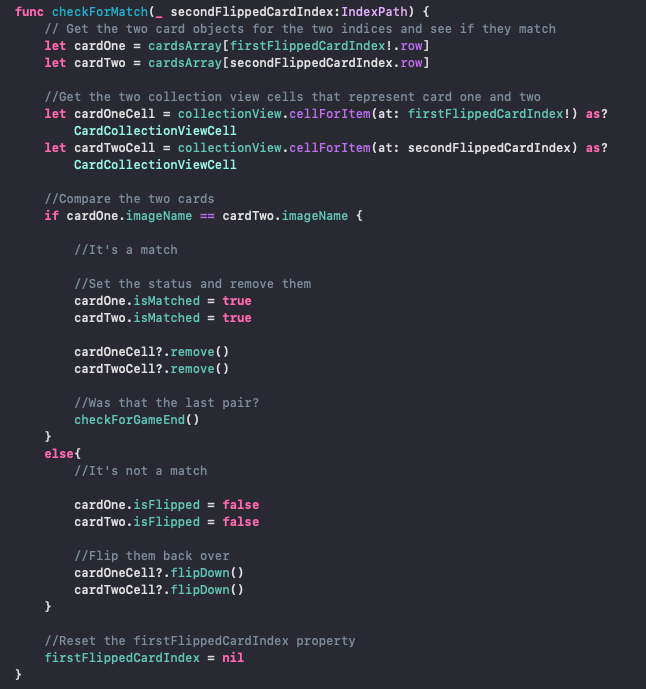 func checkForMatch(_ secondFlippedCardIndex:IndexPath) {
// Get the two card objects for the two indices and see if they match
let cardOne = cardsArray[firstFlippedCardIndex!.row]
let cardTwo = cardsArray[secondFlippedCardIndex.row]
//Get the two collection view cells that represent card one and two
let cardOneCell = collectionView.cellForItem(at: firstFlippedCardIndex!) as?
CardCollectionViewCell
let cardTwoCell = collectionView.cellForItem(at: secondFlippedCardIndex) as?
CardCollectionViewCell
//Compare the two cards
if cardOne.imageName == cardTwo.imageName {
//It's a match
//Set the status and remove them
cardOne.isMatched = true
cardTwo.isMatched = true
cardOneCell?.remove()
cardTwoCell?.remove()
//Was that the last pair?
checkForGameEnd()
}
else{
//It's not a match
cardOne.isFlipped = false
cardTwo.isFlipped = false
//Flip them back over
cardOneCell?.flipDown()
cardTwoCell?.flipDown()
}
//Reset the firstFlippedCardIndex property
firstFlippedCardIndex = nil
}